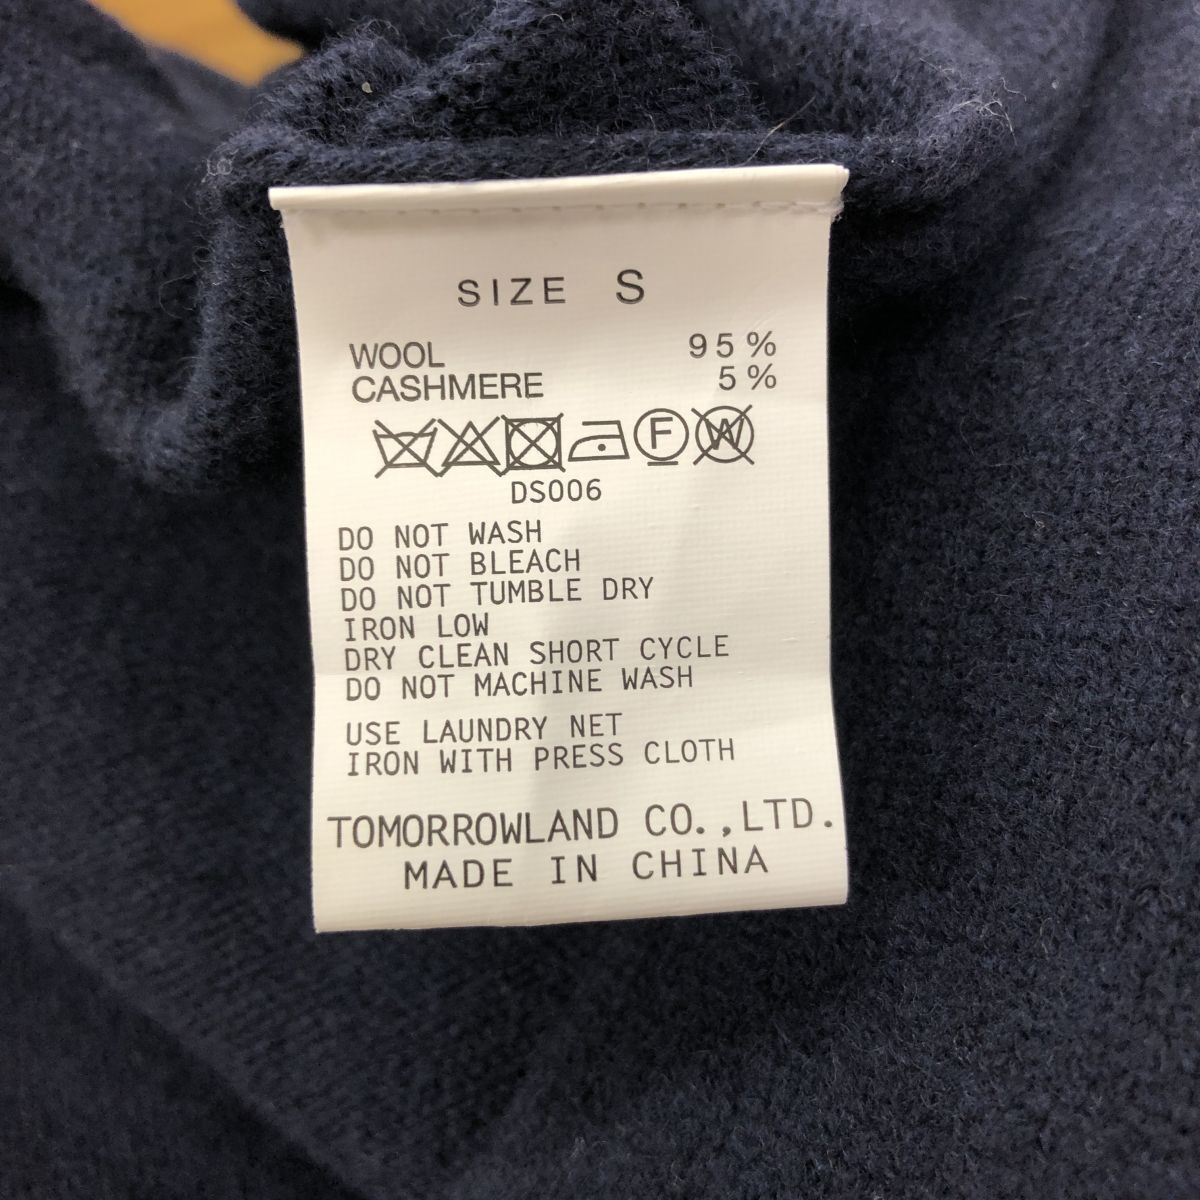 SIZE S
WOOL 95%
CASHMERE 5%
F W
DS006
DO NOT WASH
DO NOT BLEACH
DO NOT TUMBLE DRY
IRON LOW
DRY CLEAN SHORT CYCLE
DO NOT MACHINE WASH
USE LAUNDRY NET
IRON WITH PRESS CLOTH
TOMORROWLAND CO.,LTD.
MADE IN CHINA